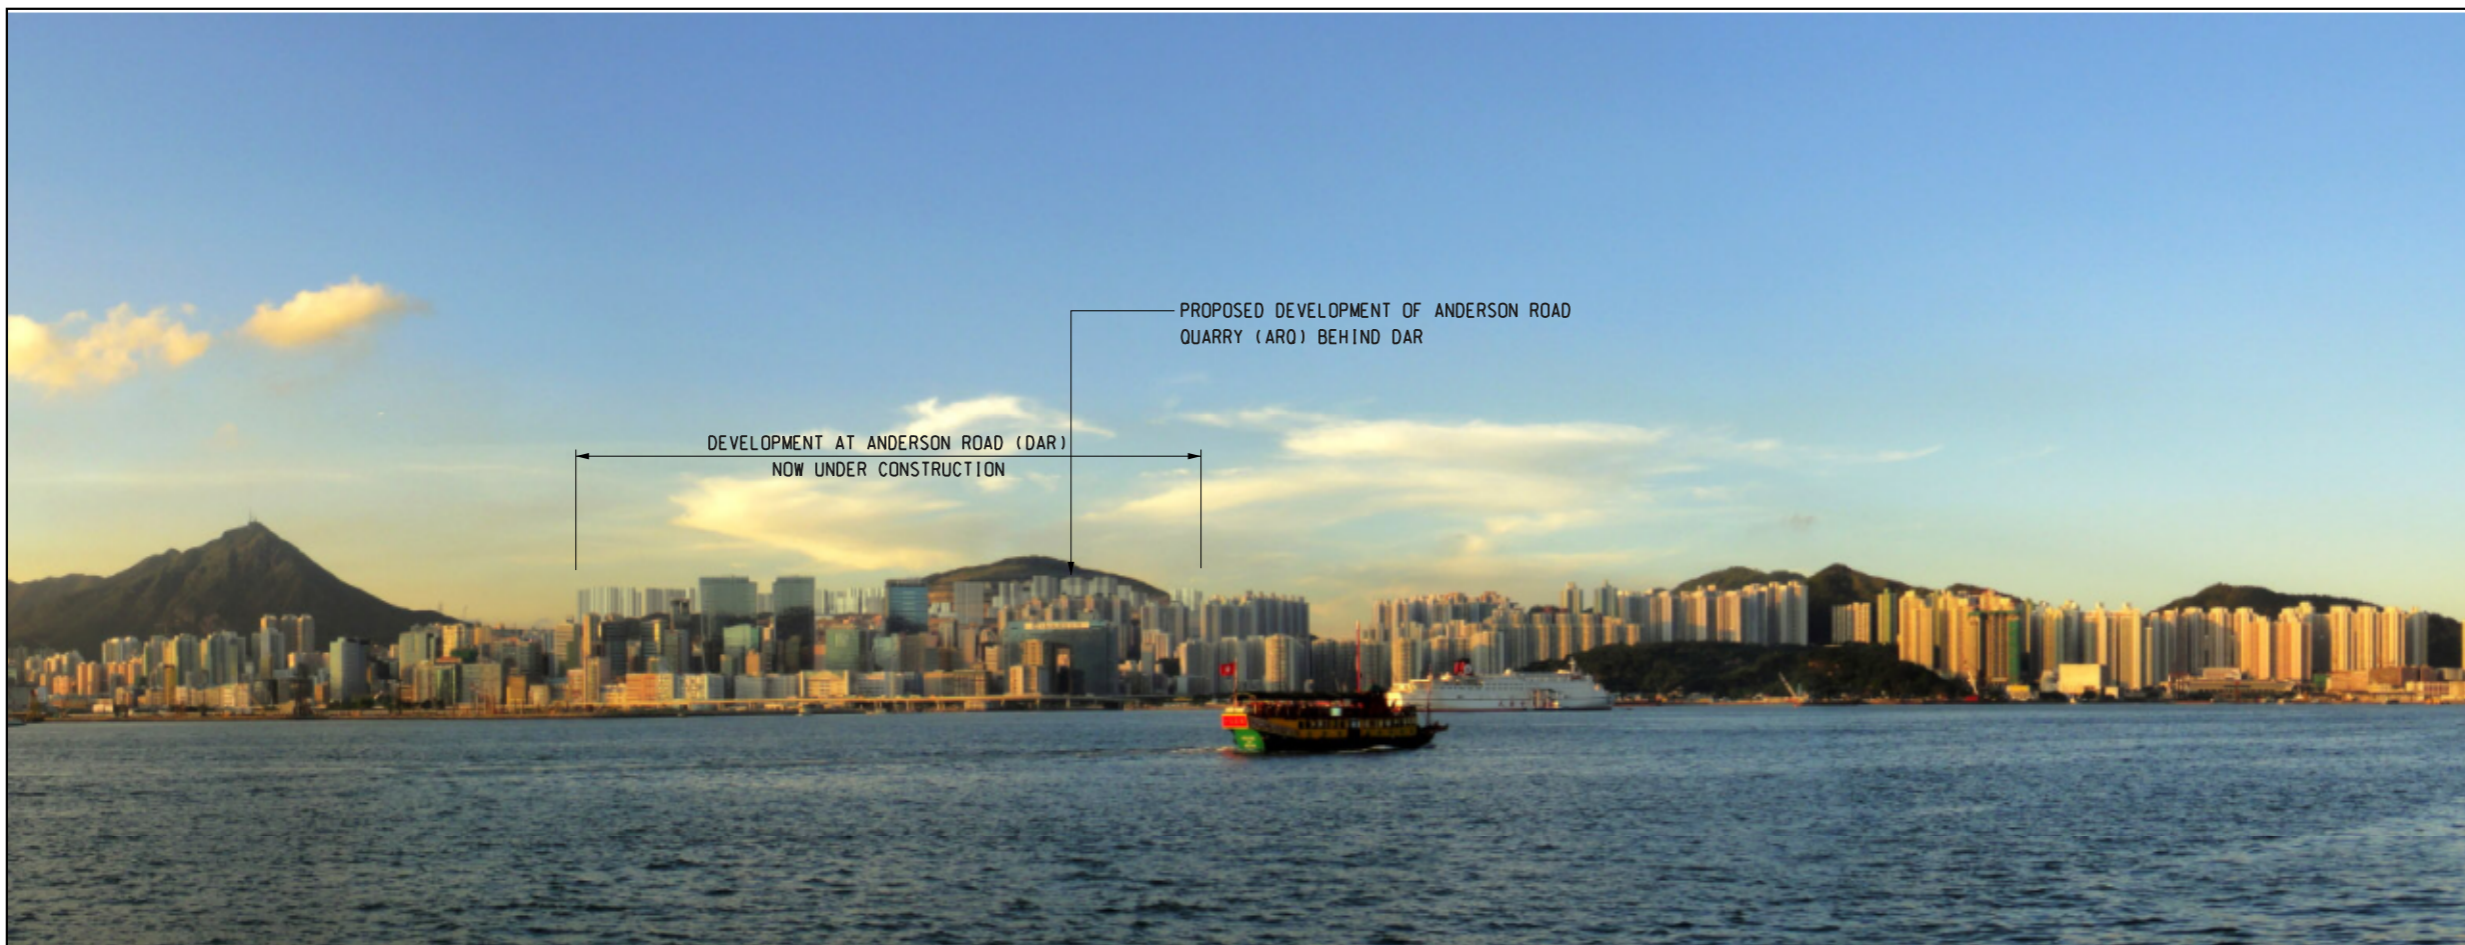 PROPOSED DEVELOPMENT OF ANDERSON ROAD
QUARRY (ARQ) BEHIND DAR
DEVELOPMENT AT ANDERSON ROAD (DAR)
NOW UNDER CONSTRUCTION